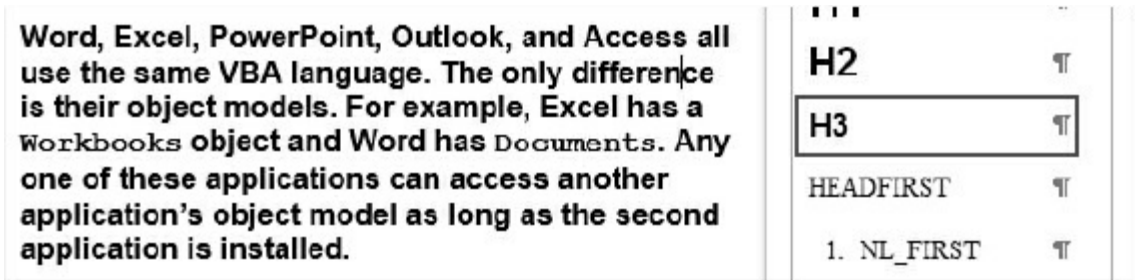 Word, Excel, PowerPoint, Outlook, and Access all
use the same VBA language. The only difference
is their object models. For example, Excel has a
Workbooks object and Word has Documents. Any
one of these applications can access another
application's object model as long as the second
application is installed.
H2 ¶
H3 ¶
HEADFIRST ¶
1. NL_FIRST ¶